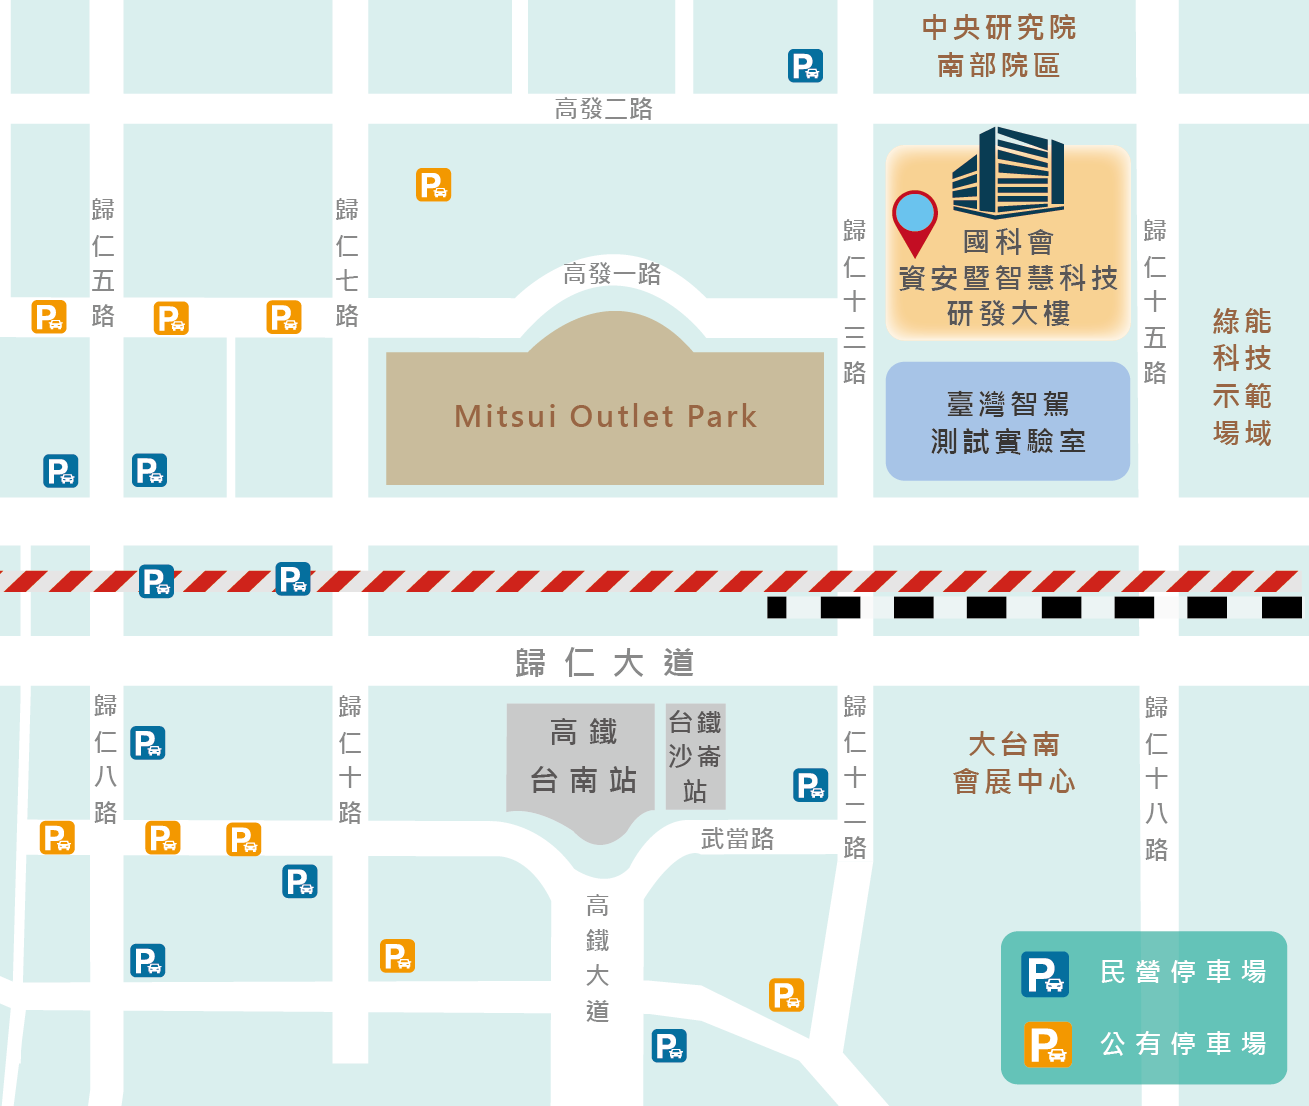 中央研究院
南部院區
高發二路
歸仁五路
歸仁七路
高發一路
歸仁十三路
國科會
資安暨智慧科技
研發大樓
歸仁十五路
綠能
科技
示範
場域
Mitsui Outlet Park
臺灣智駕
測試實驗室
歸仁大道
歸仁八路
歸仁十路
高鐵
台南站
台鐵
沙崙
站
歸仁十二路
大台南
會展中心
歸仁十八路
武當路
高鐵大道
P
民營停車場
P
公有停車場